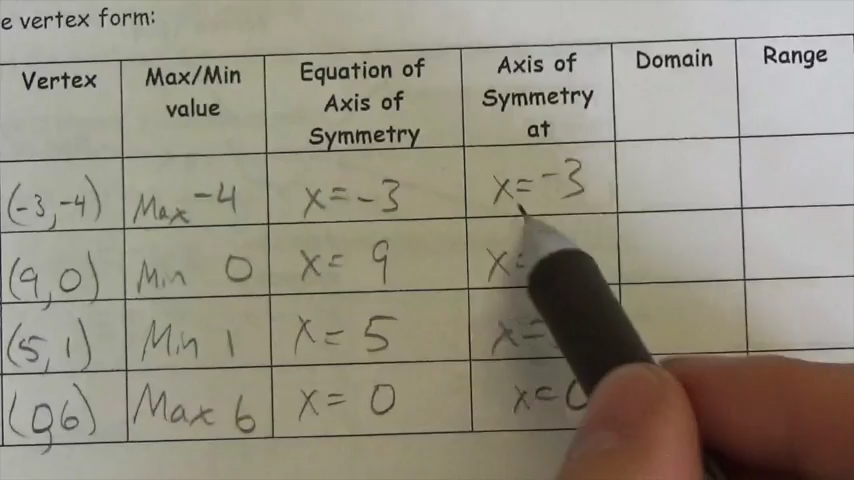 e vertex form:
Vertex Max/Min value Equation of Axis of Symmetry Axis of Symmetry at Domain Range
(-3,-4) Max -4 x=-3 x=-3
(9,0) Min 0 x=9 x=
(5,1) Min 1 x=5 x=
(0,6) Max 6 x=0 x=0